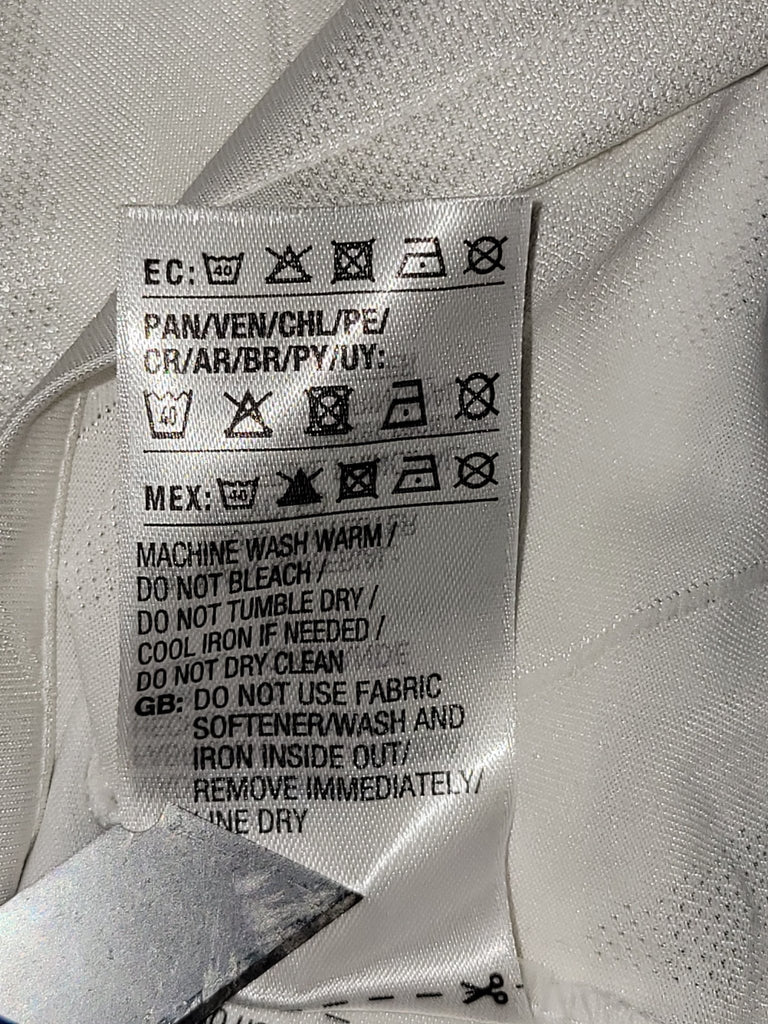 EC: 40
PAN/VEN/CHL/PE/
CR/AR/BR/PY/UY:
40
MEX: 40
MACHINE WASH WARM /
DO NOT BLEACH /
DO NOT TUMBLE DRY /
COOL IRON IF NEEDED /
DO NOT DRY CLEAN
GB: DO NOT USE FABRIC
SOFTENER/WASH AND
IRON INSIDE OUT/
REMOVE IMMEDIATELY/
LINE DRY